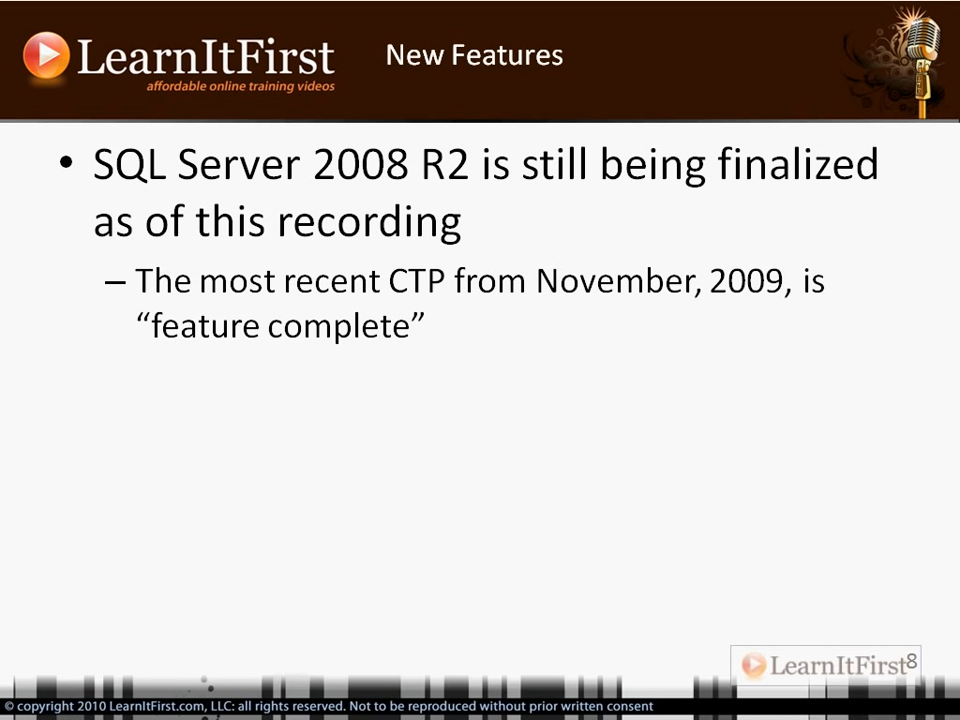 LearnItFirst
affordable online training videos
New Features
• SQL Server 2008 R2 is still being finalized
as of this recording
– The most recent CTP from November, 2009, is
“feature complete”
LearnItFirst
8
© copyright 2010 LearnItFirst.com, LLC: all rights reserved. Not to be reproduced without prior written consent